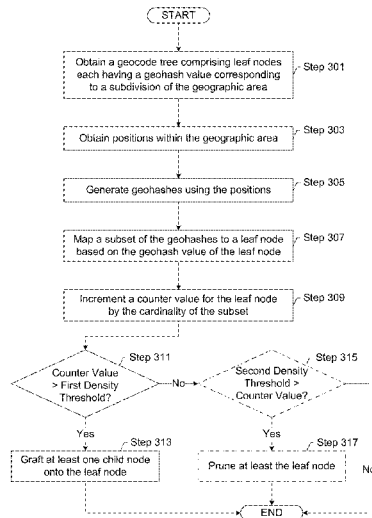 START
Obtain a geocode tree comprising leaf nodes
each having a geohash value corresponding
to a subdivision of the geographic area
Step 301
Obtain positions within the geographic area
Step 303
Generate geohashes using the positions
Step 305
Map a subset of the geohashes to a leaf node
based on the geohash value of the leaf node
Step 307
Increment a counter value for the leaf node
by the cardinality of the subset
Step 309
Step 311
Counter Value
> First Density
Threshold?
No
Step 315
Second Density
Threshold >
Counter Value?
Yes
Yes
Step 313
Graft at least one child node
onto the leaf node
Step 317
Prune at least the leaf node
No
END